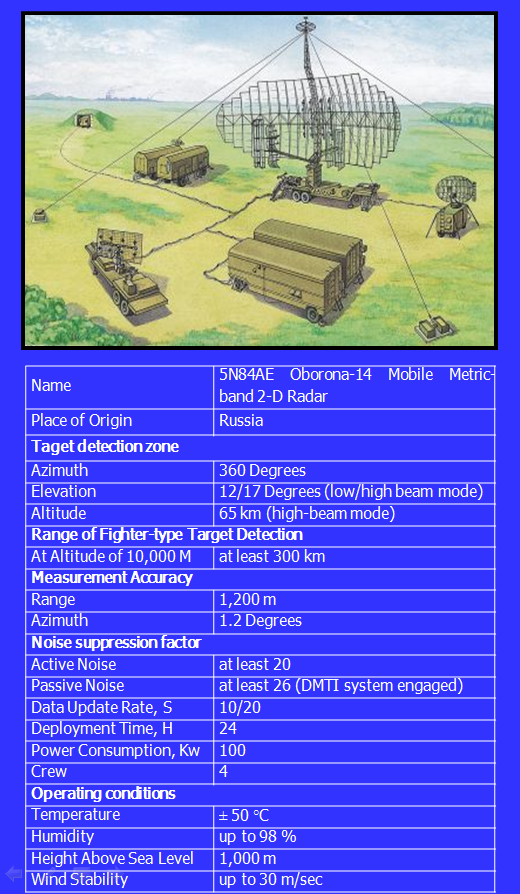 Name
5N84AE Oborona-14 Mobile Metric-
band 2-D Radar
Place of Origin
Russia
Taget detection zone
Azimuth
360 Degrees
Elevation
12/17 Degrees (low/high beam mode)
Altitude
65 km (high-beam mode)
Range of Fighter-type Target Detection
At Altitude of 10,000 M
at least 300 km
Measurement Accuracy
Range
1,200 m
Azimuth
1.2 Degrees
Noise suppression factor
Active Noise
at least 20
Passive Noise
at least 26 (DMTI system engaged)
Data Update Rate, S
10/20
Deployment Time, H
24
Power Consumption, Kw
100
Crew
4
Operating conditions
Temperature
± 50 °C
Humidity
up to 98 %
Height Above Sea Level
1,000 m
Wind Stability
up to 30 m/sec